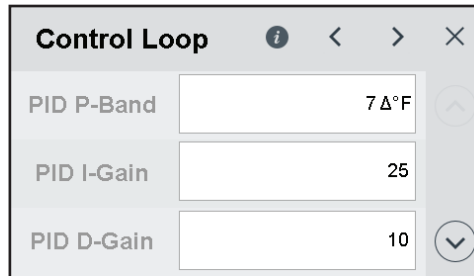 Control Loop
PID P-Band 7 Δ°F
PID I-Gain 25
PID D-Gain 10